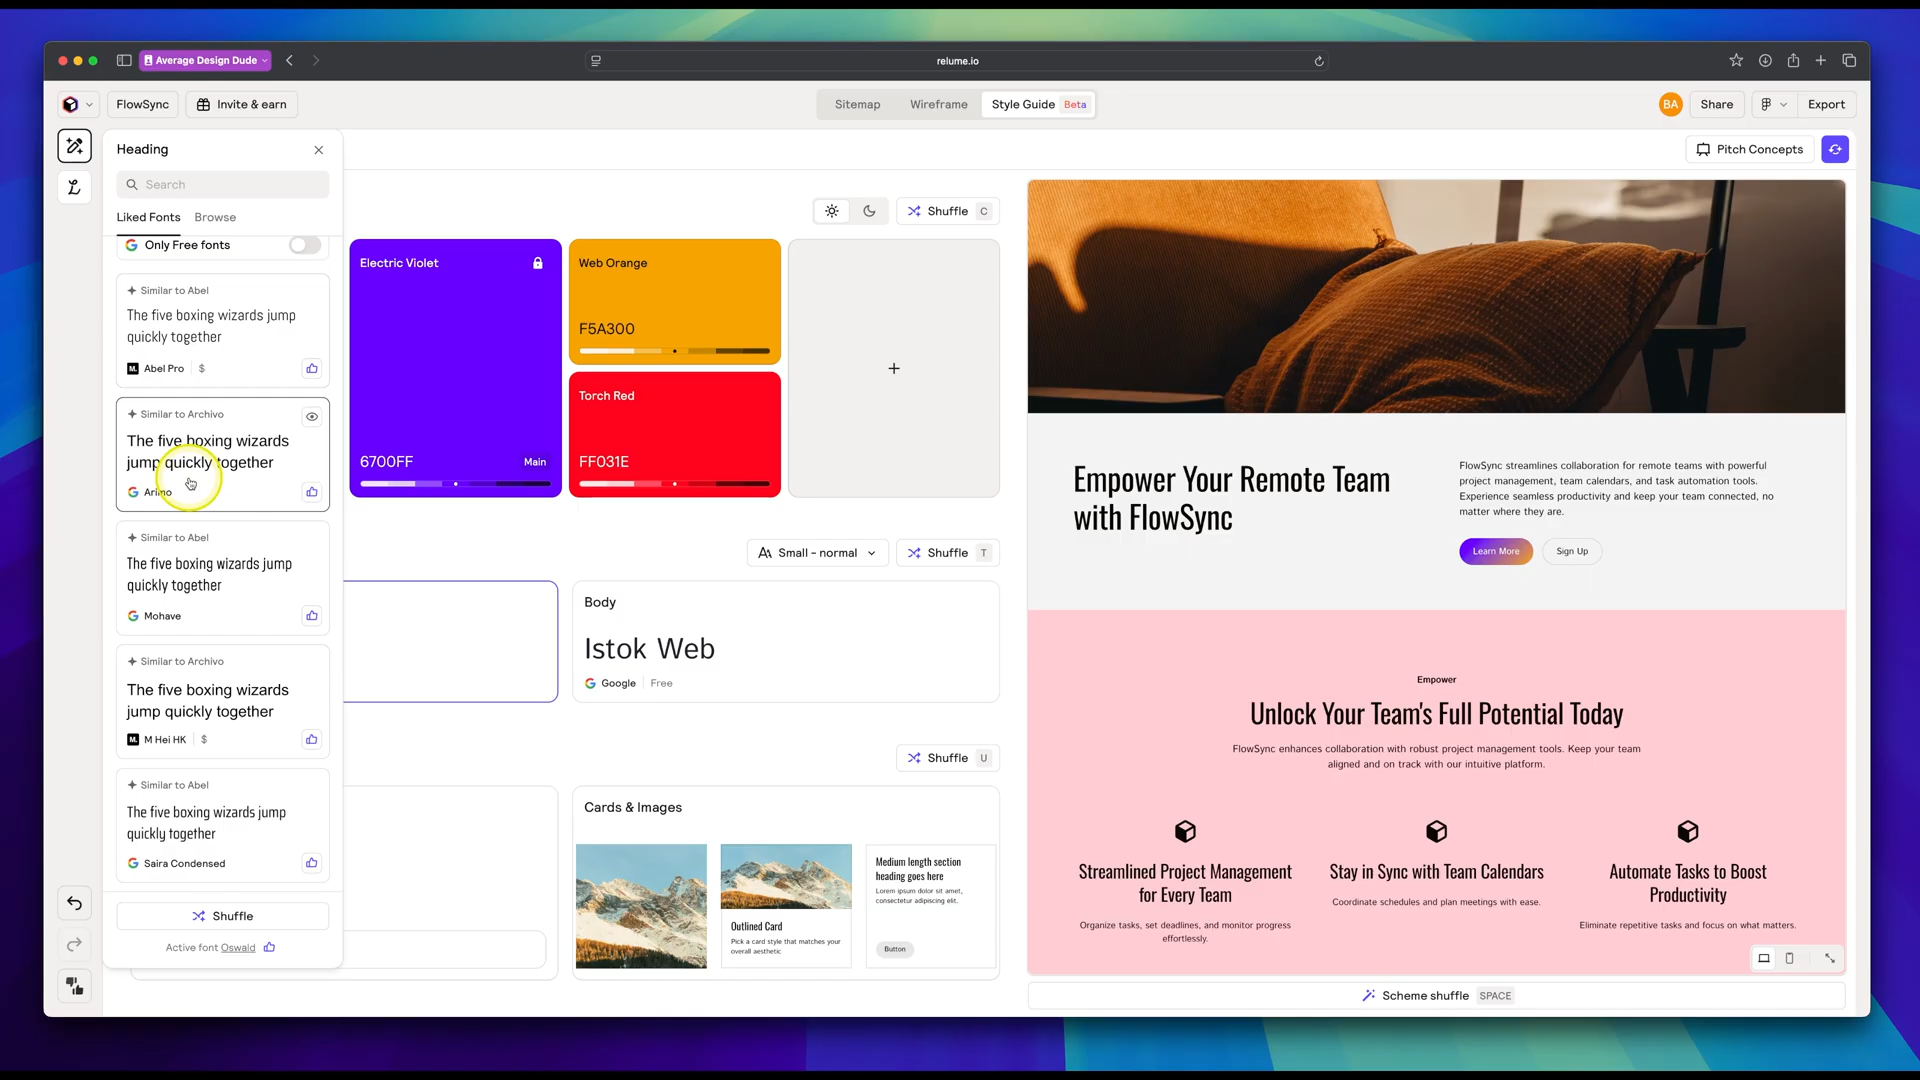 Average Design Dude
relume.io
FlowSync
Invite & earn
Sitemap
Wireframe
Style Guide Beta
BA
Share
Export
Heading
Search
Liked Fonts
Browse
Only Free fonts
Similar to Abel
The five boxing wizards jump
quickly together
M. Abel Pro $
Similar to Archivo
The five boxing wizards
jump quickly together
Arimo
Similar to Abel
The five boxing wizards jump
quickly together
Mohave
Similar to Archivo
The five boxing wizards
jump quickly together
M. M Hei HK $
Similar to Abel
The five boxing wizards jump
quickly together
Saira Condensed
Shuffle
Active font Oswald
Shuffle C
Electric Violet
6700FF Main
Web Orange
F5A300
Torch Red
FF031E
Small - normal
Shuffle T
Body
Istok Web
Google Free
Shuffle U
Cards & Images
Outlined Card
Pick a card style that matches your
overall aesthetic
Medium length section
heading goes here
Lorem ipsum dolor sit amet,
consectetur adipiscing elit.
Button
Pitch Concepts
Empower Your Remote Team
with FlowSync
FlowSync streamlines collaboration for remote teams with powerful
project management, team calendars, and task automation tools.
Experience seamless productivity and keep your team connected, no
matter where they are.
Learn More
Sign Up
Empower
Unlock Your Team's Full Potential Today
FlowSync enhances collaboration with robust project management tools. Keep your team
aligned and on track with our intuitive platform.
Streamlined Project Management
for Every Team
Organize tasks, set deadlines, and monitor progress
effortlessly.
Stay in Sync with Team Calendars
Coordinate schedules and plan meetings with ease.
Automate Tasks to Boost
Productivity
Eliminate repetitive tasks and focus on what matters.
Scheme shuffle SPACE